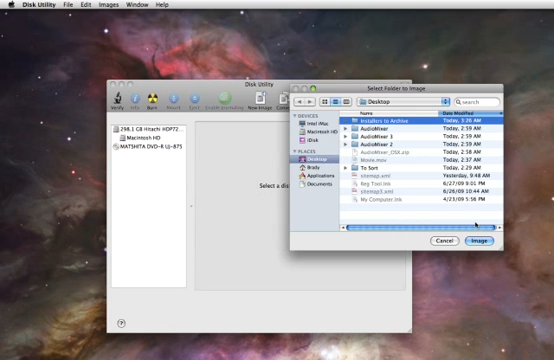 Disk Utility File Edit Images Window Help
Disk Utility
Verify Info Burn Mount Eject Enable Journaling New Image
298.1 GB Hitachi HDP72...
Macintosh HD
MATSHITA DVD-R UJ-875
Select a
Select Folder to Image
Desktop
search
DEVICES
Intel iMac
Macintosh HD
iDisk
PLACES
Desktop
Brady
Applications
Documents
Name Date Modified
Installers to Archive Today, 3:26 AM
AudioMixer Today, 2:59 AM
AudioMixer 3 Today, 2:59 AM
AudioMixer 2 Today, 2:59 AM
AudioMixer_OSX.zip Today, 2:58 AM
Movie.mov Today, 2:37 AM
To Sort Today, 2:29 AM
sitemap.xml Yesterday, 9:48 AM
Reg Tool.lnk 6/27/09 9:01 PM
sitemap3.xml 6/26/09 10:44 AM
My Computer.lnk 4/23/09 5:56 PM
Cancel Image
?